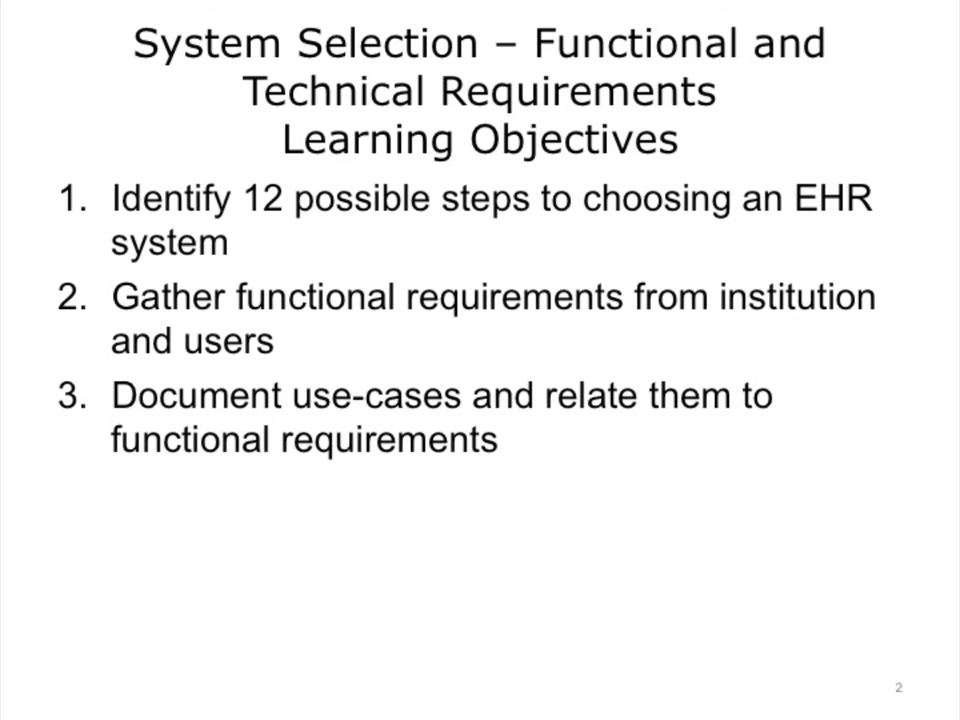 System Selection – Functional and
Technical Requirements
Learning Objectives
1. Identify 12 possible steps to choosing an EHR
system
2. Gather functional requirements from institution
and users
3. Document use-cases and relate them to
functional requirements
2